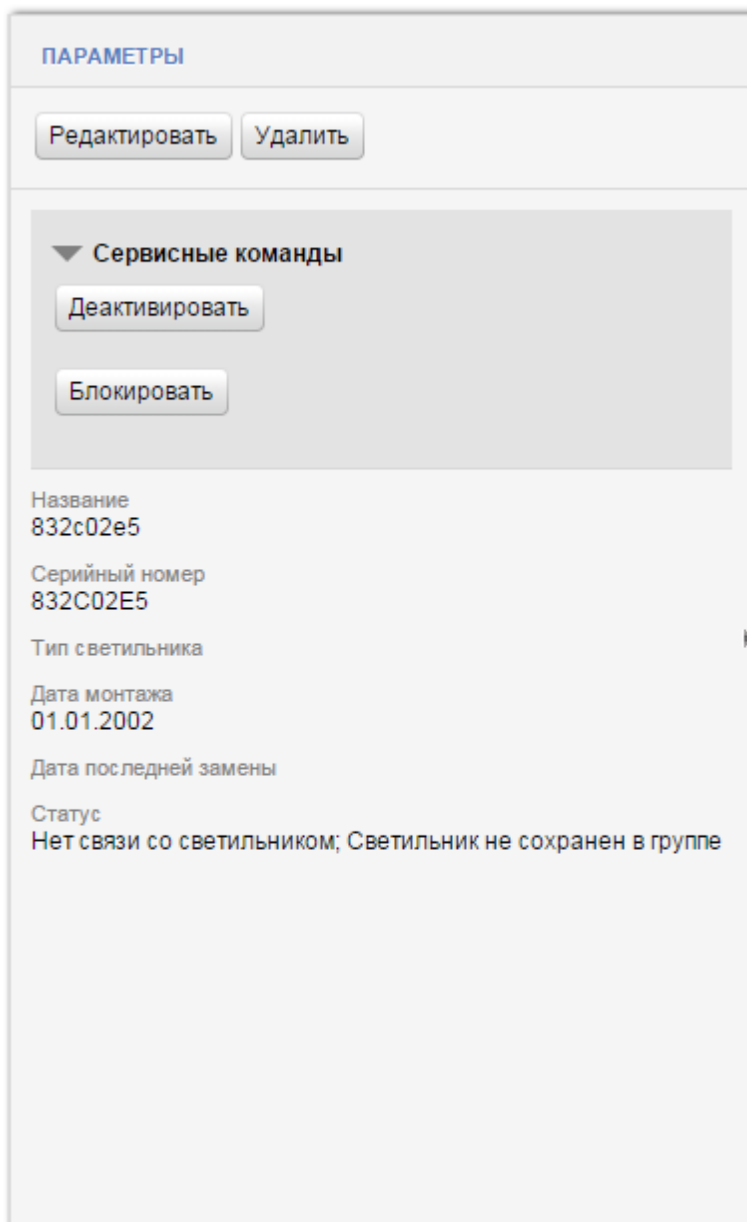 ПАРАМЕТРЫ
Редактировать Удалить
Сервисные команды
Деактивировать
Блокировать
Название
832c02e5
Серийный номер
832C02E5
Тип светильника
Дата монтажа
01.01.2002
Дата последней замены
Статус
Нет связи со светильником; Светильник не сохранен в группе